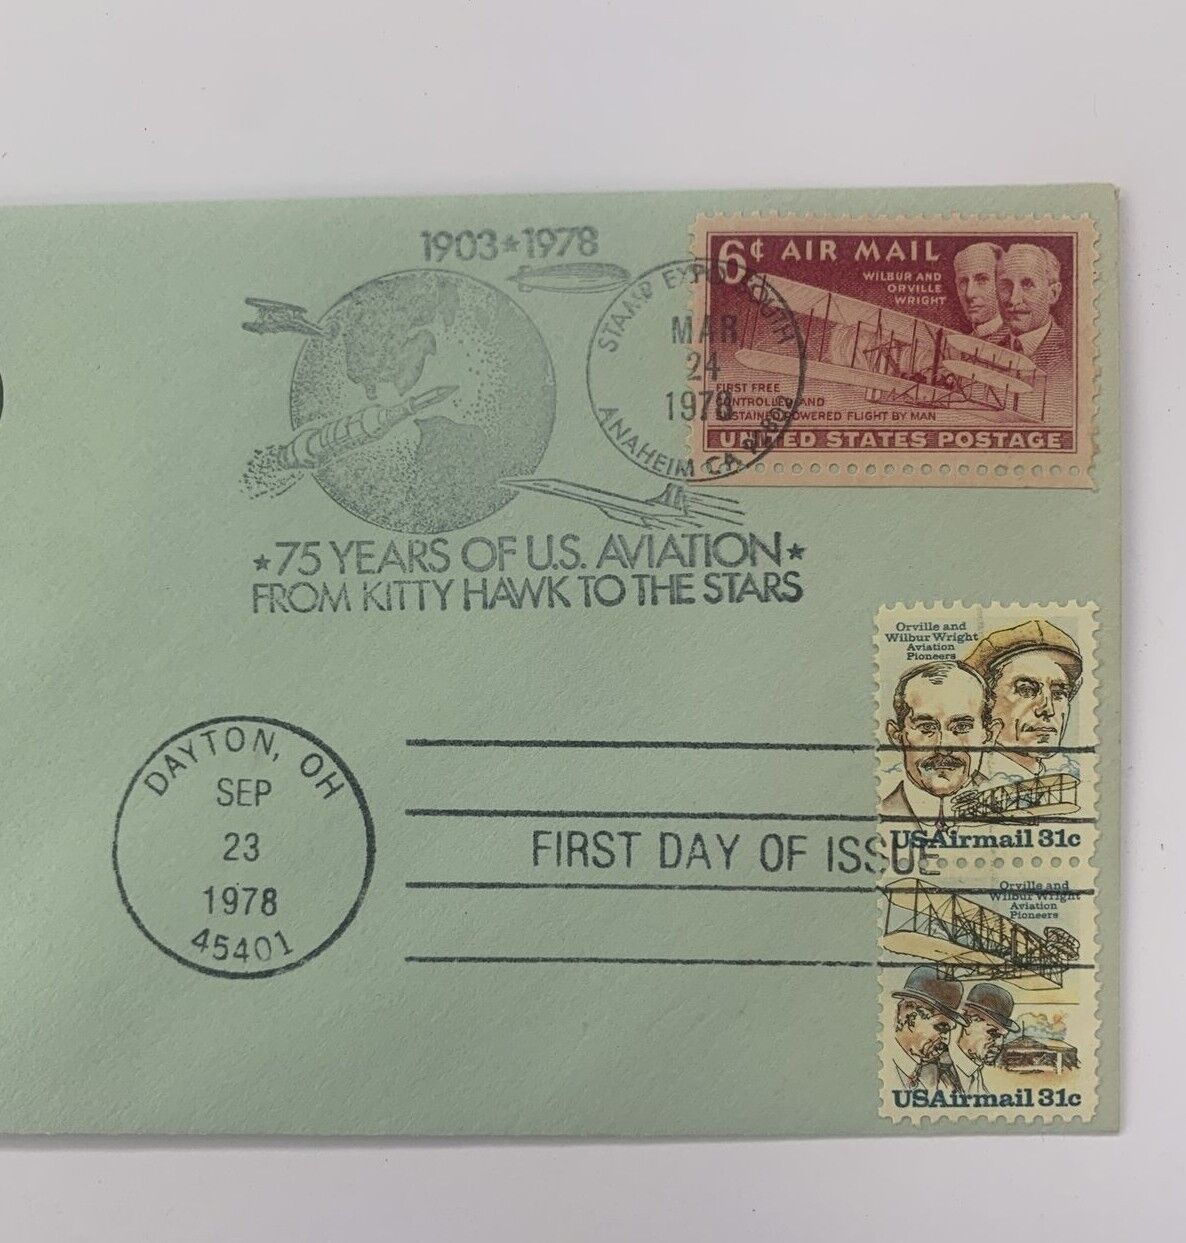 1903★1978
★75 YEARS OF U.S. AVIATION★
FROM KITTY HAWK TO THE STARS
STAMP EXPO SOUTH
MAR
24
1978
ANAHEIM CA
6¢ AIR MAIL
WILBUR AND
ORVILLE
WRIGHT
FIRST FREE
CONTROLLED AND
SUSTAINED POWERED FLIGHT BY MAN
UNITED STATES POSTAGE
Orville and
Wilbur Wright
Aviation
Pioneers
USAirmail 31c
DAYTON, OH
SEP
23
1978
45401
FIRST DAY OF ISSUE
Orville and
Wilbur Wright
Aviation
Pioneers
USAirmail 31c